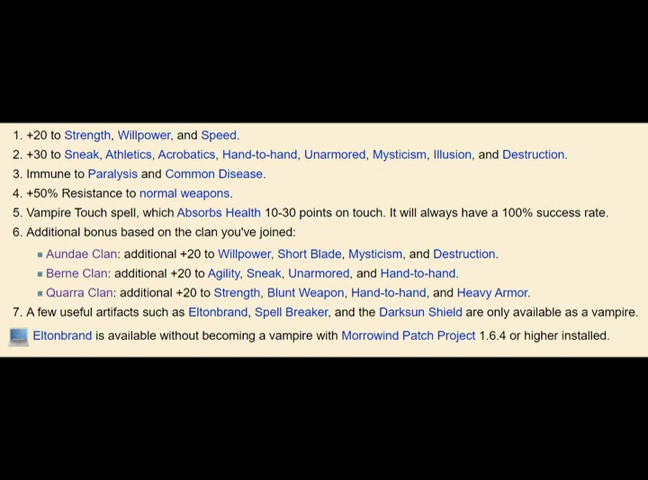 1. +20 to Strength, Willpower, and Speed.
2. +30 to Sneak, Athletics, Acrobatics, Hand-to-hand, Unarmored, Mysticism, Illusion, and Destruction.
3. Immune to Paralysis and Common Disease.
4. +50% Resistance to normal weapons.
5. Vampire Touch spell, which Absorbs Health 10-30 points on touch. It will always have a 100% success rate.
6. Additional bonus based on the clan you've joined:
Aundae Clan: additional +20 to Willpower, Short Blade, Mysticism, and Destruction.
Berne Clan: additional +20 to Agility, Sneak, Unarmored, and Hand-to-hand.
Quarra Clan: additional +20 to Strength, Blunt Weapon, Hand-to-hand, and Heavy Armor.
7. A few useful artifacts such as Eltonbrand, Spell Breaker, and the Darksun Shield are only available as a vampire.
Eltonbrand is available without becoming a vampire with Morrowind Patch Project 1.6.4 or higher installed.